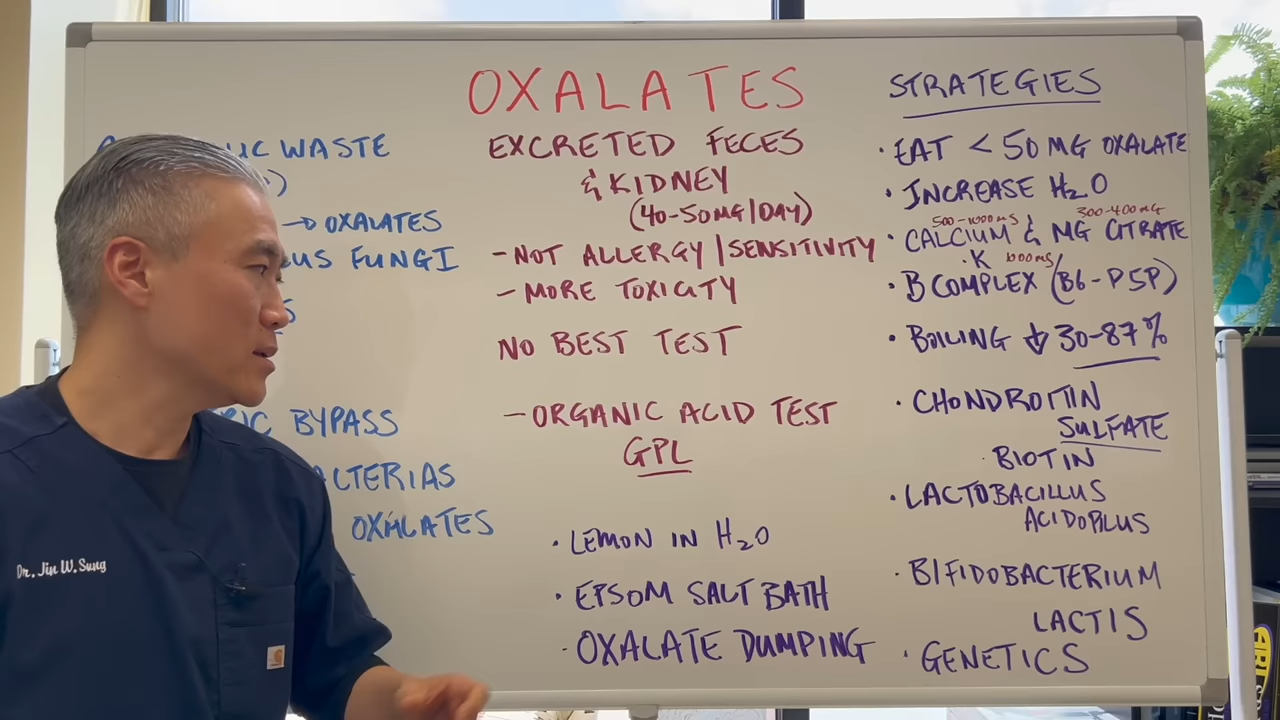 OXALATES
UC WASTE
)
→ OXALATES
US FUNGI
S
RIC BYPASS
ACTERIAS
OXALATES
EXCRETED FECES
& KIDNEY
(40-50MG/DAY)
- NOT ALLERGY/SENSITIVITY
- MORE TOXICITY
NO BEST TEST
- ORGANIC ACID TEST
GPL
• LEMON IN H2O
• EPSOM SALT BATH
• OXALATE DUMPING
STRATEGIES
• EAT < 50 MG OXALATE
• INCREASE H2O
500-1000MG 300-400MG
• CALCIUM & MG CITRATE
• K 1000MG
• B COMPLEX (B6-P5P)
• BOILING ↓ 30-87%
• CHONDROITIN
SULFATE
• BIOTIN
• LACTOBACILLUS
ACIDOPILUS
• BIFIDOBACTERIUM
LACTIS
• GENETICS
Dr. Jin W. Sung